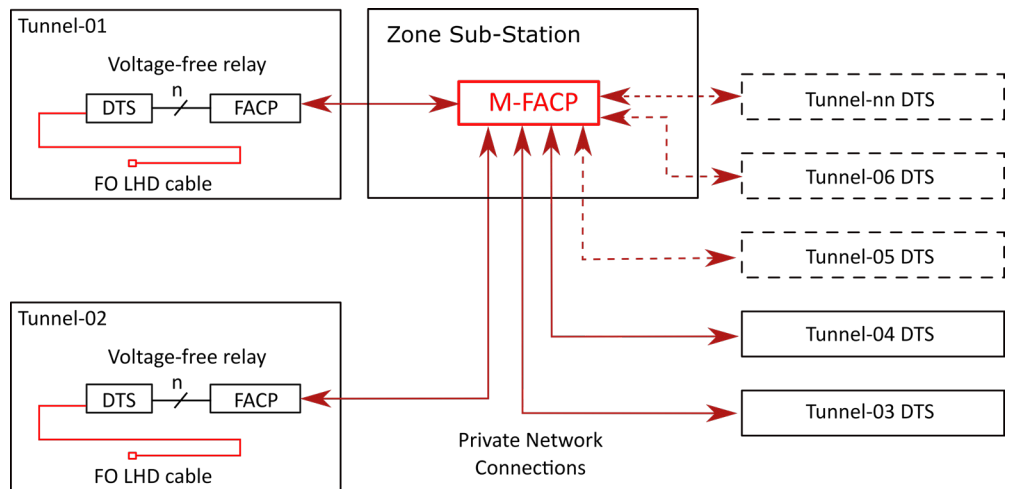 Tunnel-01
Voltage-free relay
n
DTS
FACP
FO LHD cable
Zone Sub-Station
M-FACP
Tunnel-nn DTS
Tunnel-06 DTS
Tunnel-05 DTS
Tunnel-04 DTS
Tunnel-03 DTS
Tunnel-02
Voltage-free relay
n
DTS
FACP
FO LHD cable
Private Network
Connections